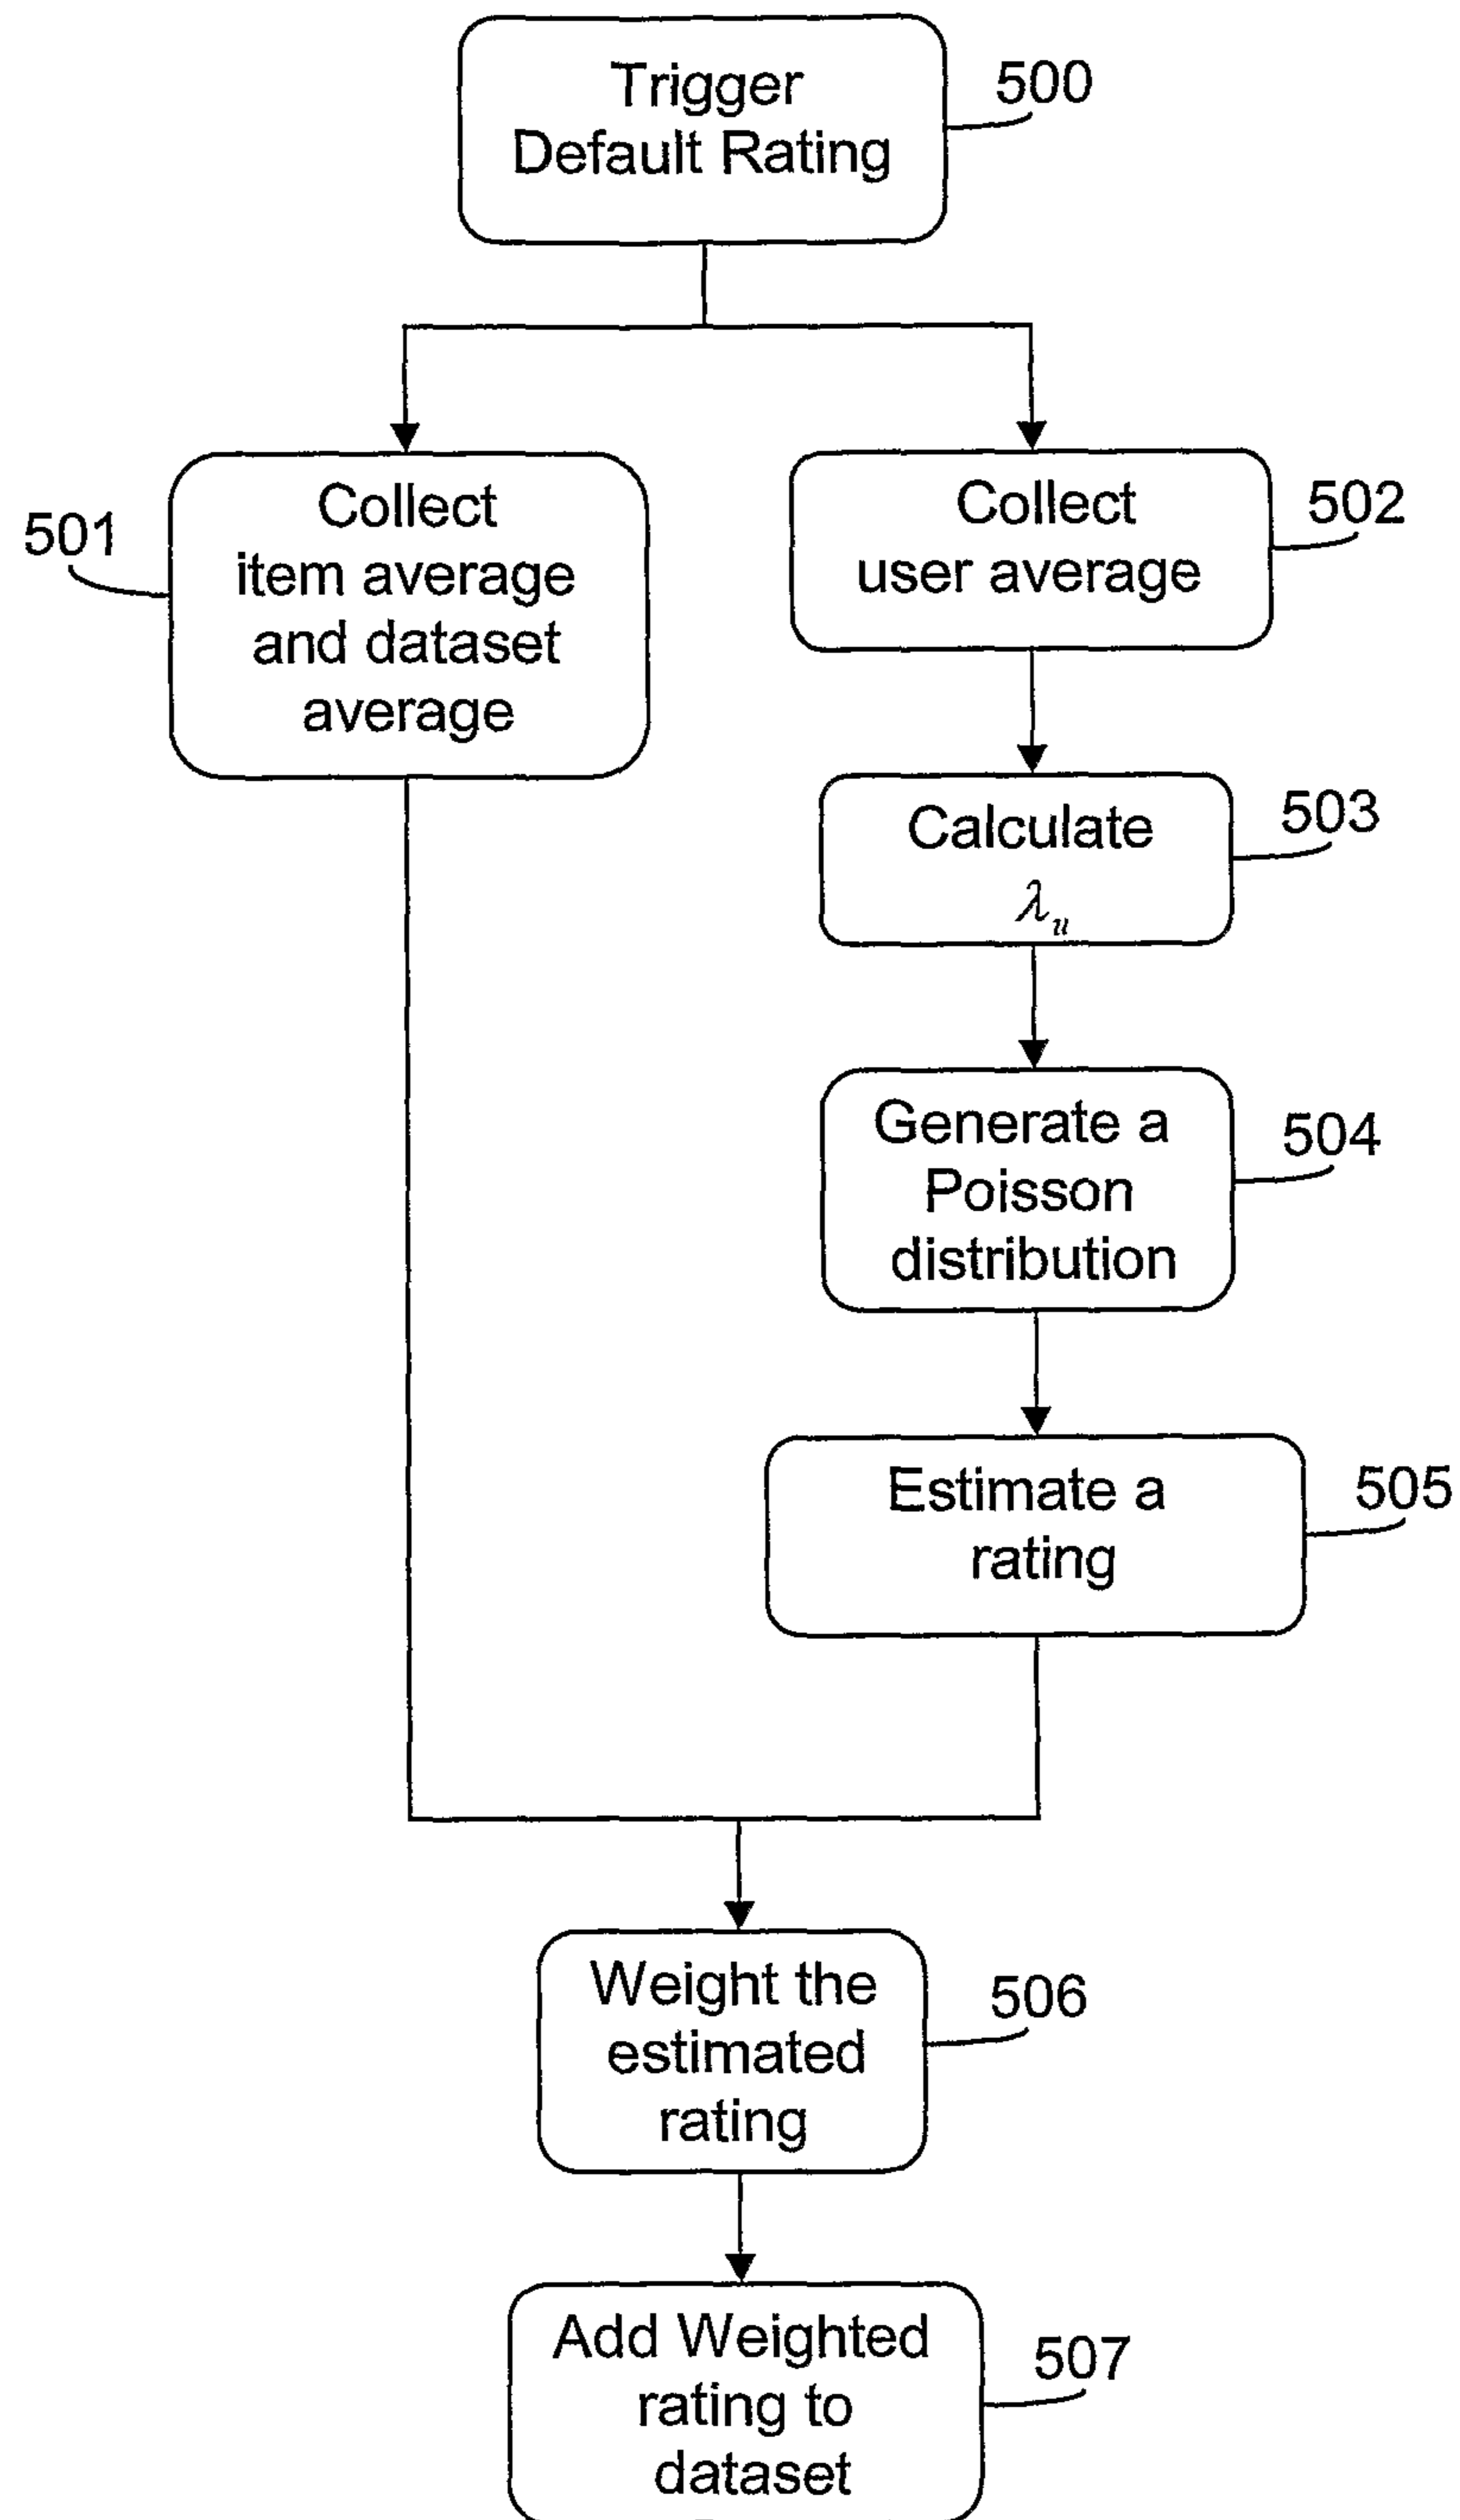 Trigger
Default Rating
500
Collect
item average
and dataset
average
501
Collect
user average
502
Calculate
λu
503
Generate a
Poisson
distribution
504
Estimate a
rating
505
Weight the
estimated
rating
506
Add Weighted
rating to
dataset
507